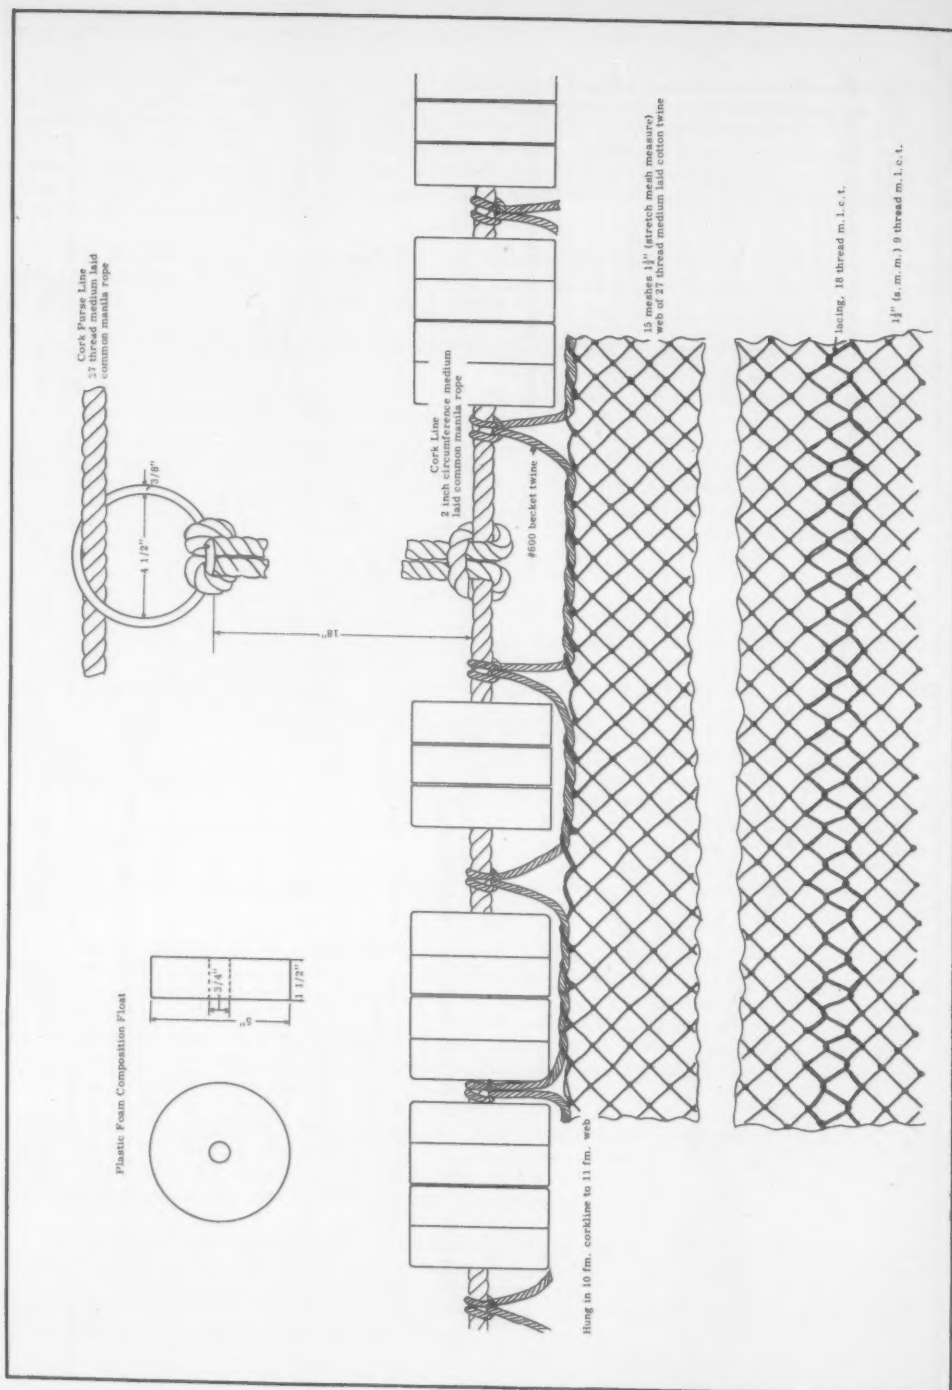 Plastic Foam Composition Float
5"
3/4"
1 1/2"
Cork Purse Line
27 thread medium laid
common manila rope
3/8"
4 1/2"
18"
Cork Line
2 inch circumference medium
laid common manila rope
#600 becket twine
Hung in 10 fm. corkline to 11 fm. web
15 meshes 1½" (stretch mesh measure)
web of 27 thread medium laid cotton twine
lacing, 18 thread m.l.c.t.
1½" (s.m.m.) 9 thread m.l.c.t.